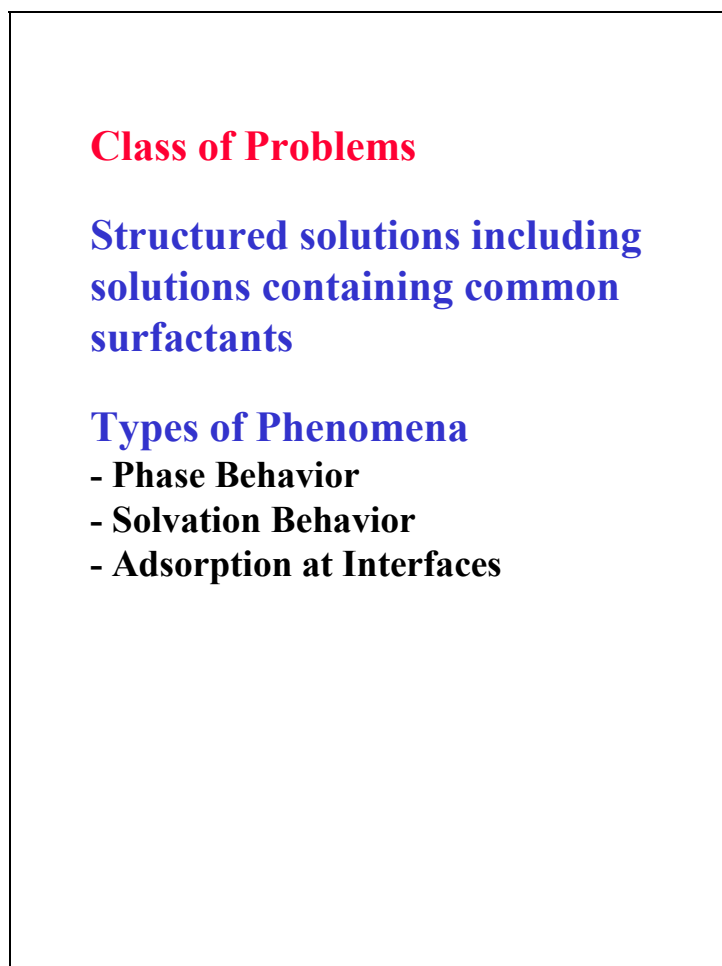 Class of Problems
Structured solutions including
solutions containing common
surfactants
Types of Phenomena
- Phase Behavior
- Solvation Behavior
- Adsorption at Interfaces